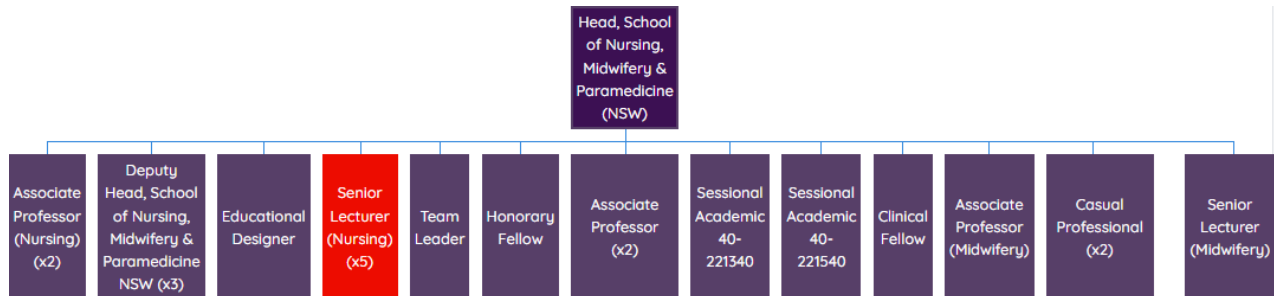 Head, School
of Nursing,
Midwifery &
Paramedicine
(NSW)
Associate
Professor
(Nursing)
(x2)
Deputy
Head, School
of Nursing,
Midwifery &
Paramedicine
NSW (x3)
Educational
Designer
Senior
Lecturer
(Nursing)
(x5)
Team
Leader
Honorary
Fellow
Associate
Professor
(x2)
Sessional
Academic
40-
221340
Sessional
Academic
40-
221540
Clinical
Fellow
Associate
Professor
(Midwifery)
Casual
Professional
(x2)
Senior
Lecturer
(Midwifery)